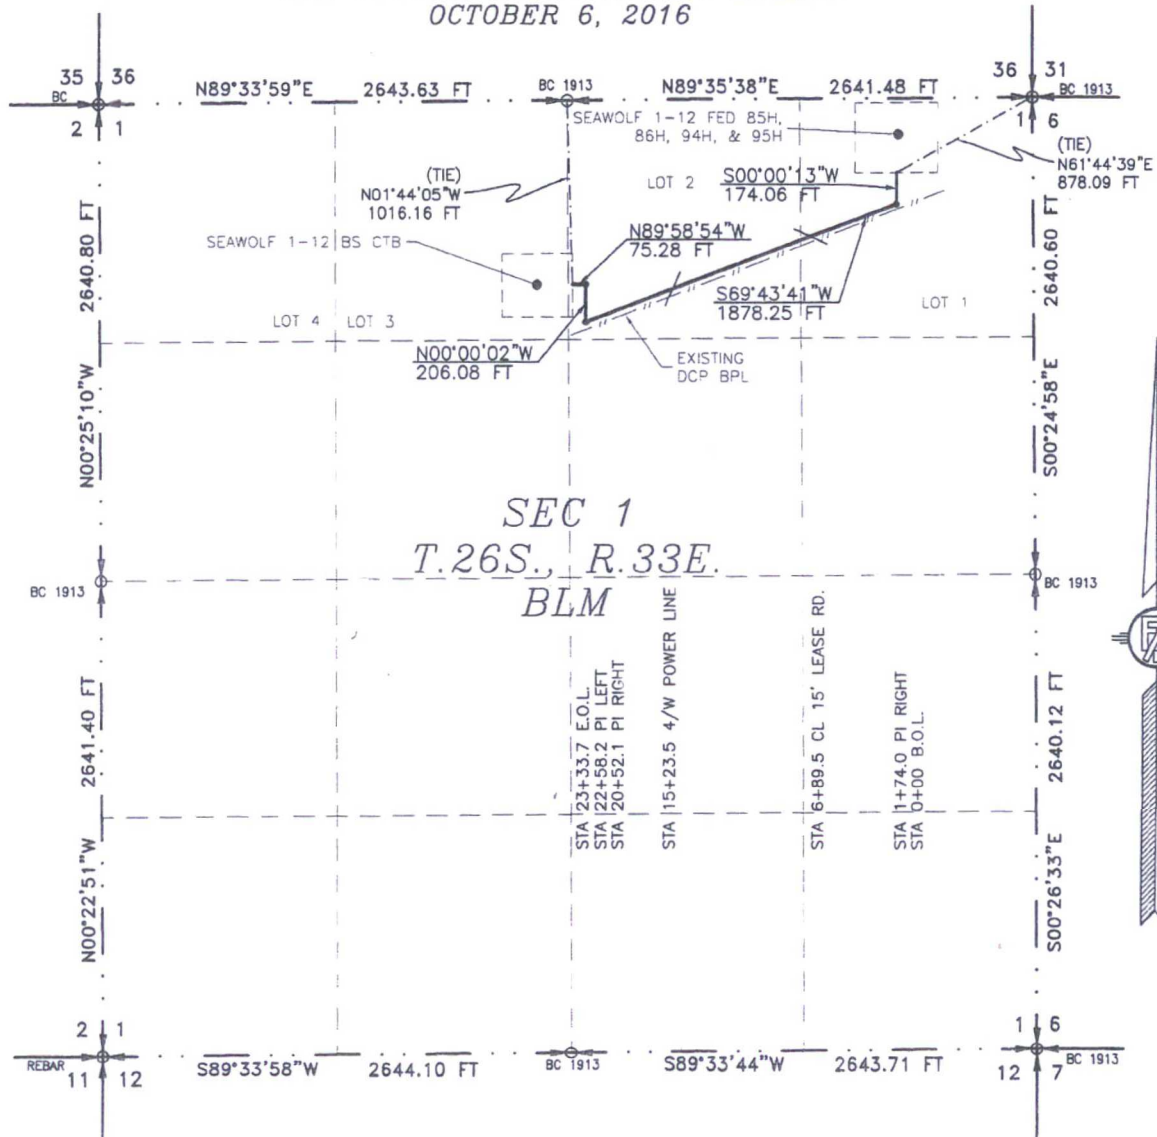 OCTOBER 6, 2016
35 36
BC
2 1
N89°33'59"E 2643.63 FT
BC 1913
N89°35'38"E 2641.48 FT
36 31
BC 1913
1 6
SEAWOLF 1-12 FED 85H,
86H, 94H, & 95H
(TIE)
N61°44'39"E
878.09 FT
(TIE)
N01°44'05"W
1016.16 FT
LOT 2
S00°00'13"W
174.06 FT
SEAWOLF 1-12 BS CTB
N89°58'54"W
75.28 FT
S69°43'41"W
1878.25 FT
LOT 1
LOT 4 LOT 3
N00°00'02"W
206.08 FT
EXISTING
DCP BPL
N00°25'10"W 2640.80 FT
S00°24'58"E 2640.60 FT
SEC 1
T.26S., R.33E.
BLM
BC 1913
BC 1913
STA 23+33.7 E.O.L.
STA 22+58.2 PI LEFT
STA 20+52.1 PI RIGHT
STA 15+23.5 4/W POWER LINE
STA 6+89.5 CL 15' LEASE RD.
STA 1+74.0 PI RIGHT
STA 0+00 B.O.L.
N00°22'51"W 2641.40 FT
S00°26'33"E 2640.12 FT
2 1
REBAR
11 12
S89°33'58"W 2644.10 FT
BC 1913
S89°33'44"W 2643.71 FT
1 6
BC 1913
12 7